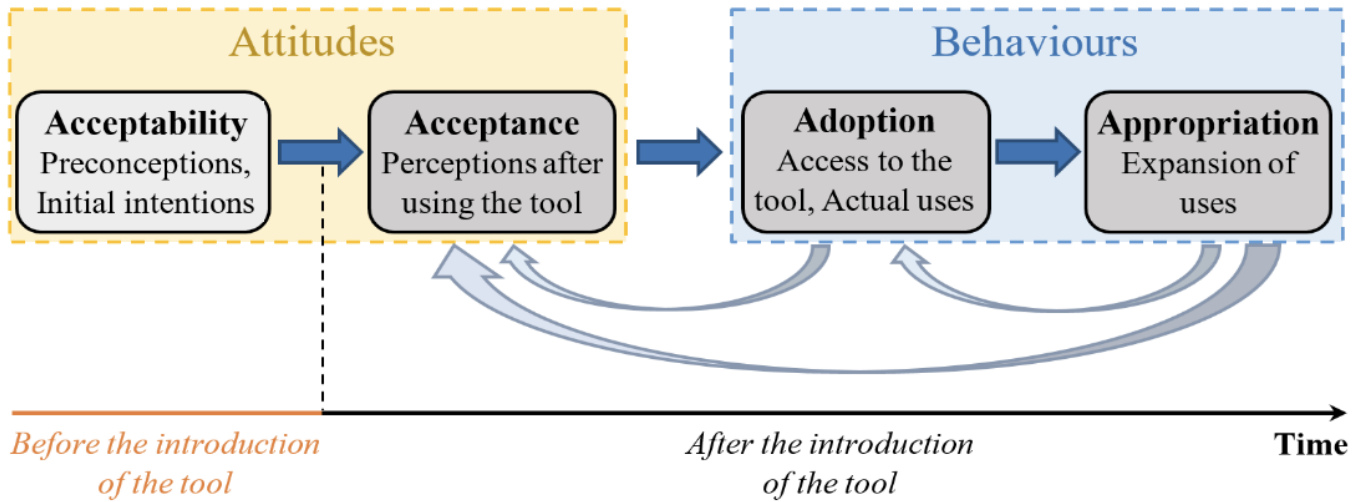 Attitudes
Behaviours
Acceptability
Preconceptions,
Initial intentions
Acceptance
Perceptions after
using the tool
Adoption
Access to the
tool, Actual uses
Appropriation
Expansion of
uses
Before the introduction
of the tool
After the introduction
of the tool
Time